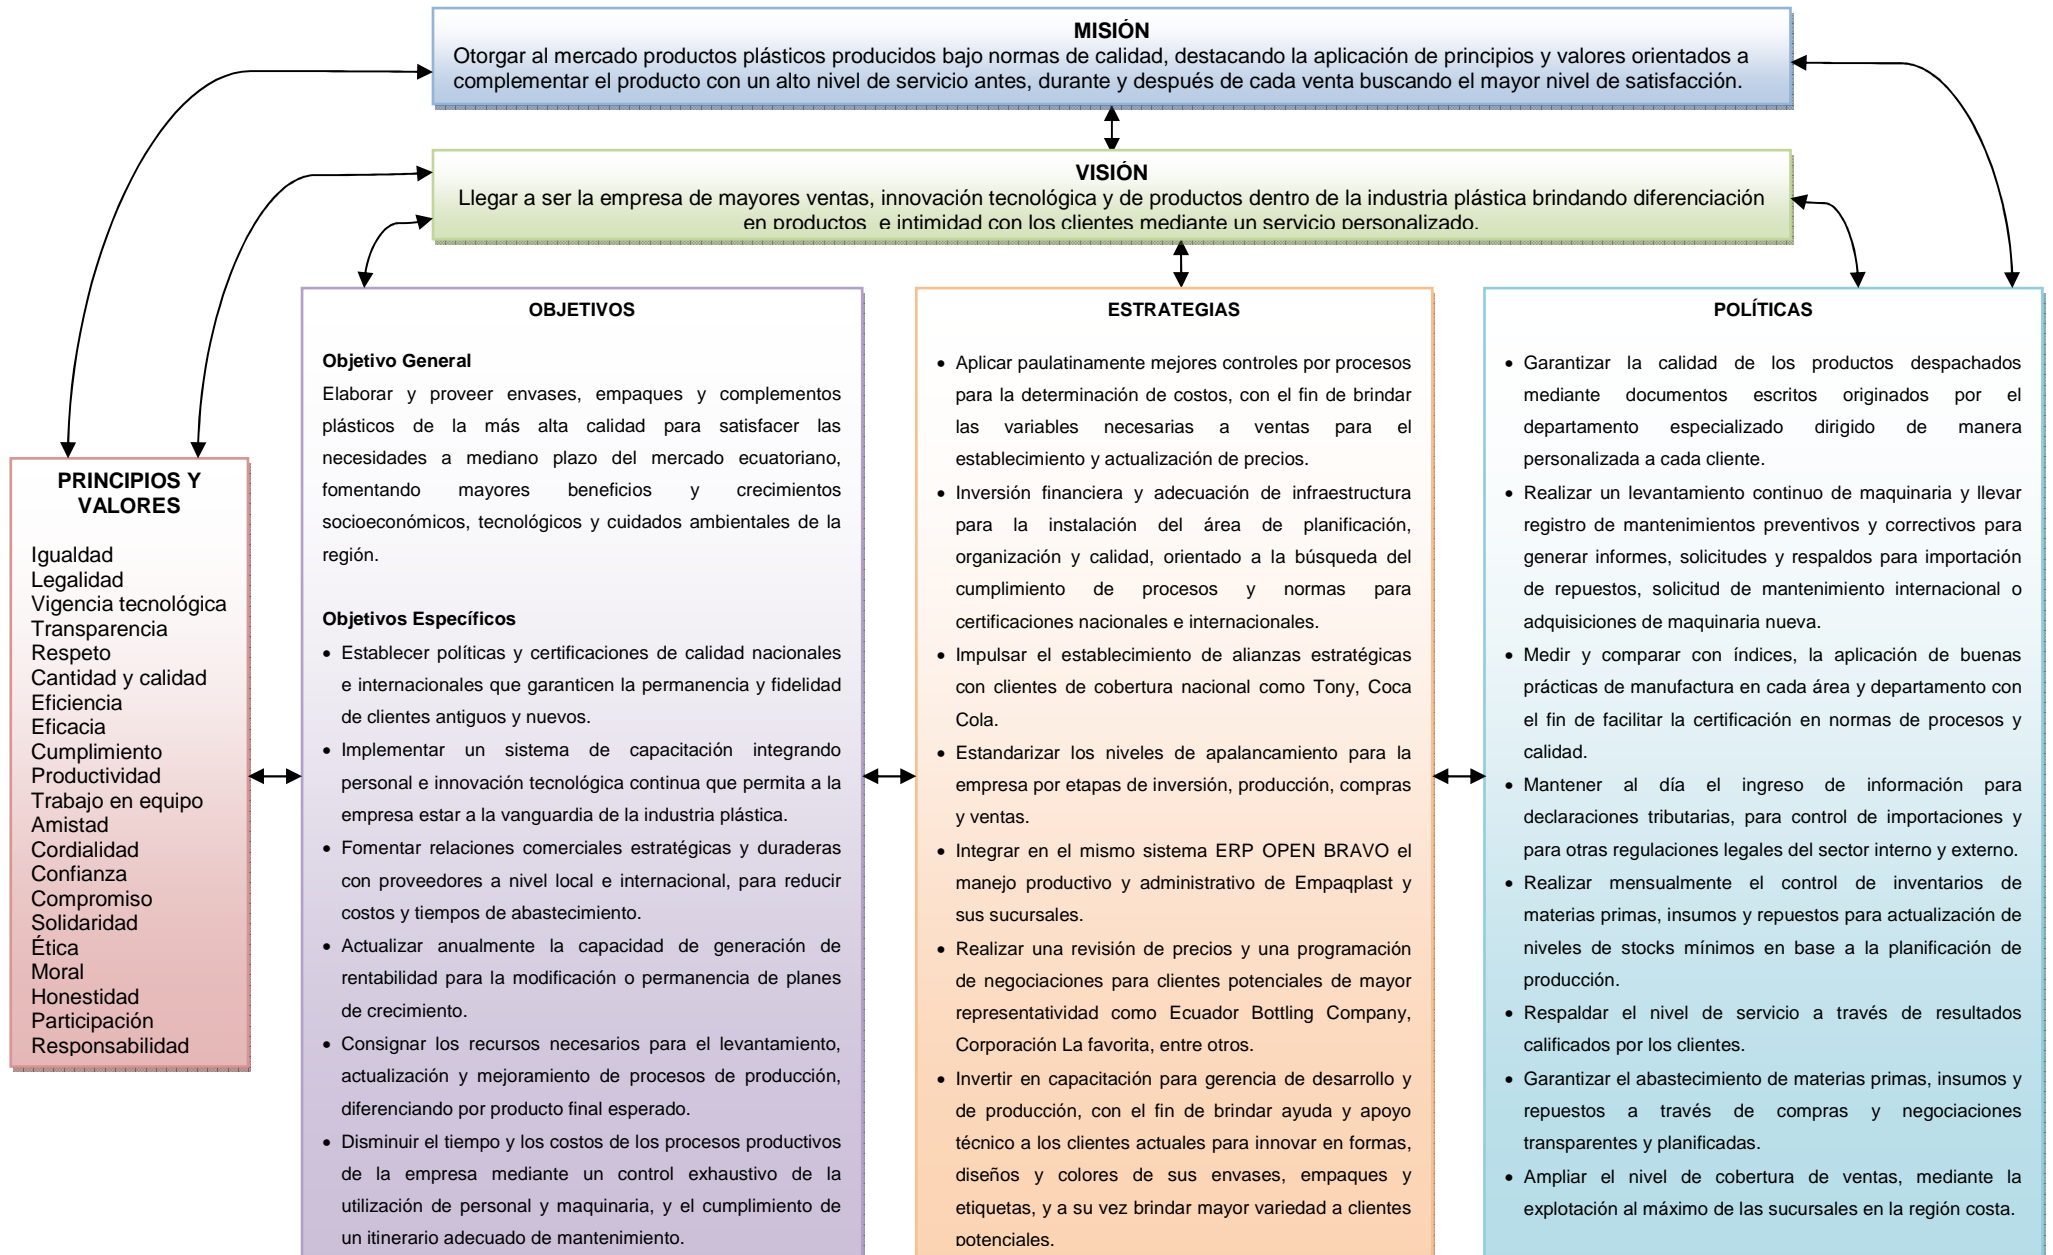 MISIÓN
Otorgar al mercado productos plásticos producidos bajo normas de calidad, destacando la aplicación de principios y valores orientados a
complementar el producto con un alto nivel de servicio antes, durante y después de cada venta buscando el mayor nivel de satisfacción.
VISIÓN
Llegar a ser la empresa de mayores ventas, innovación tecnológica y de productos dentro de la industria plástica brindando diferenciación
en productos e intimidad con los clientes mediante un servicio personalizado.
PRINCIPIOS Y
VALORES
Igualdad
Legalidad
Vigencia tecnológica
Transparencia
Respeto
Cantidad y calidad
Eficiencia
Eficacia
Cumplimiento
Productividad
Trabajo en equipo
Amistad
Cordialidad
Confianza
Compromiso
Solidaridad
Ética
Moral
Honestidad
Participación
Responsabilidad
OBJETIVOS
Objetivo General
Elaborar y proveer envases, empaques y complementos
plásticos de la más alta calidad para satisfacer las
necesidades a mediano plazo del mercado ecuatoriano,
fomentando mayores beneficios y crecimientos
socioeconómicos, tecnológicos y cuidados ambientales de la
región.
Objetivos Específicos
• Establecer políticas y certificaciones de calidad nacionales
e internacionales que garanticen la permanencia y fidelidad
de clientes antiguos y nuevos.
• Implementar un sistema de capacitación integrando
personal e innovación tecnológica continua que permita a la
empresa estar a la vanguardia de la industria plástica.
• Fomentar relaciones comerciales estratégicas y duraderas
con proveedores a nivel local e internacional, para reducir
costos y tiempos de abastecimiento.
• Actualizar anualmente la capacidad de generación de
rentabilidad para la modificación o permanencia de planes
de crecimiento.
• Consignar los recursos necesarios para el levantamiento,
actualización y mejoramiento de procesos de producción,
diferenciando por producto final esperado.
• Disminuir el tiempo y los costos de los procesos productivos
de la empresa mediante un control exhaustivo de la
utilización de personal y maquinaria, y el cumplimiento de
un itinerario adecuado de mantenimiento.
ESTRATEGIAS
• Aplicar paulatinamente mejores controles por procesos
para la determinación de costos, con el fin de brindar
las variables necesarias a ventas para el
establecimiento y actualización de precios.
• Inversión financiera y adecuación de infraestructura
para la instalación del área de planificación,
organización y calidad, orientado a la búsqueda del
cumplimiento de procesos y normas para
certificaciones nacionales e internacionales.
• Impulsar el establecimiento de alianzas estratégicas
con clientes de cobertura nacional como Tony, Coca
Cola.
• Estandarizar los niveles de apalancamiento para la
empresa por etapas de inversión, producción, compras
y ventas.
• Integrar en el mismo sistema ERP OPEN BRAVO el
manejo productivo y administrativo de Empaqplast y
sus sucursales.
• Realizar una revisión de precios y una programación
de negociaciones para clientes potenciales de mayor
representatividad como Ecuador Bottling Company,
Corporación La favorita, entre otros.
• Invertir en capacitación para gerencia de desarrollo y
de producción, con el fin de brindar ayuda y apoyo
técnico a los clientes actuales para innovar en formas,
diseños y colores de sus envases, empaques y
etiquetas, y a su vez brindar mayor variedad a clientes
potenciales.
POLÍTICAS
• Garantizar la calidad de los productos despachados
mediante documentos escritos originados por el
departamento especializado dirigido de manera
personalizada a cada cliente.
• Realizar un levantamiento continuo de maquinaria y llevar
registro de mantenimientos preventivos y correctivos para
generar informes, solicitudes y respaldos para importación
de repuestos, solicitud de mantenimiento internacional o
adquisiciones de maquinaria nueva.
• Medir y comparar con índices, la aplicación de buenas
prácticas de manufactura en cada área y departamento con
el fin de facilitar la certificación en normas de procesos y
calidad.
• Mantener al día el ingreso de información para
declaraciones tributarias, para control de importaciones y
para otras regulaciones legales del sector interno y externo.
• Realizar mensualmente el control de inventarios de
materias primas, insumos y repuestos para actualización de
niveles de stocks mínimos en base a la planificación de
producción.
• Respaldar el nivel de servicio a través de resultados
calificados por los clientes.
• Garantizar el abastecimiento de materias primas, insumos y
repuestos a través de compras y negociaciones
transparentes y planificadas.
• Ampliar el nivel de cobertura de ventas, mediante la
explotación al máximo de las sucursales en la región costa.